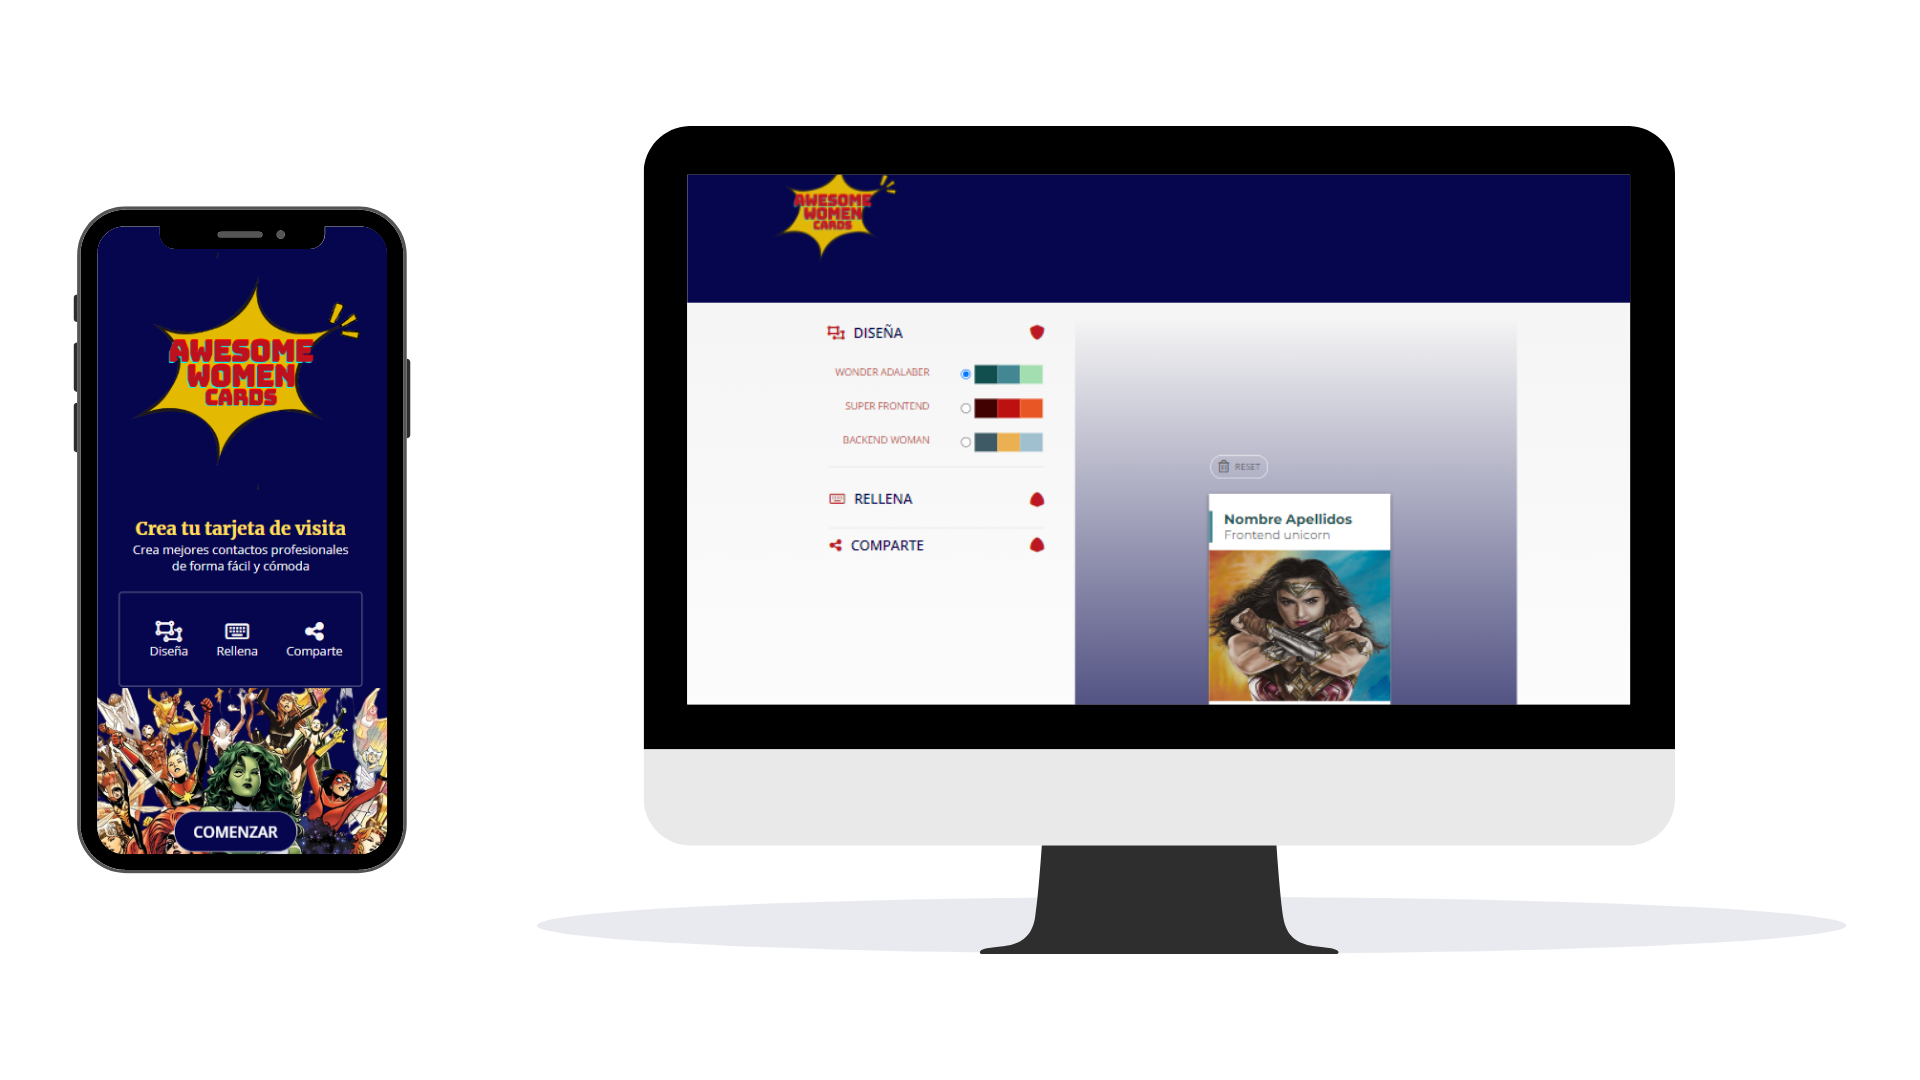 AWESOME
WOMEN
CARDS
Crea tu tarjeta de visita
Crea mejores contactos profesionales
de forma fácil y cómoda
Diseña
Rellena
Comparte
COMENZAR
AWESOME
WOMEN
CARDS
DISEÑA
WONDER ADALABER
SUPER FRONTEND
BACKEND WOMAN
RELLENA
COMPARTE
RESET
Nombre Apellidos
Frontend unicorn